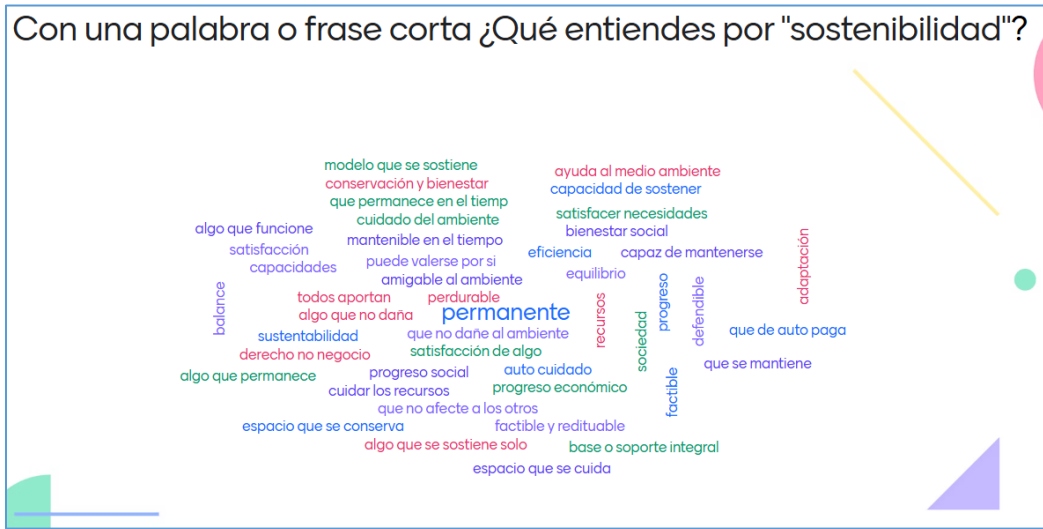 Con una palabra o frase corta ¿Qué entiendes por "sostenibilidad"?
modelo que se sostiene
ayuda al medio ambiente
conservación y bienestar
capacidad de sostener
que permanece en el tiemp
satisfacer necesidades
cuidado del ambiente
algo que funcione
bienestar social
mantenible en el tiempo
satisfacción
eficiencia
capaz de mantenerse
adaptación
puede valerse por si
capacidades
equilibrio
amigable al ambiente
balance
todos aportan
perdurable
progreso
defendible
permanente
recursos
algo que no daña
sociedad
que de auto paga
sustentabilidad
que no dañe al ambiente
derecho no negocio
satisfacción de algo
que se mantiene
algo que permanece
progreso social
auto cuidado
factible
cuidar los recursos
progreso económico
que no afecte a los otros
espacio que se conserva
factible y redituable
algo que se sostiene solo
base o soporte integral
espacio que se cuida